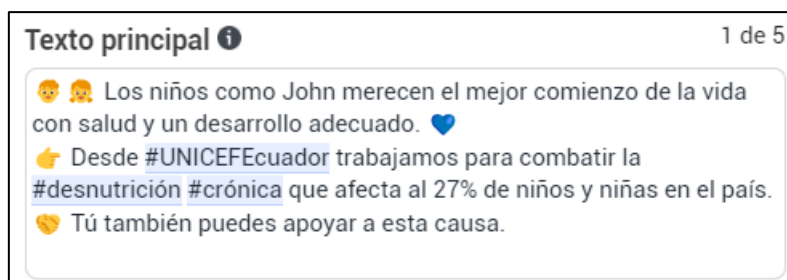 Texto principal
1 de 5
👦 👧 Los niños como John merecen el mejor comienzo de la vida
con salud y un desarrollo adecuado. 💙
👉 Desde #UNICEFEcuador trabajamos para combatir la
#desnutrición #crónica que afecta al 27% de niños y niñas en el país.
🤝 Tú también puedes apoyar a esta causa.